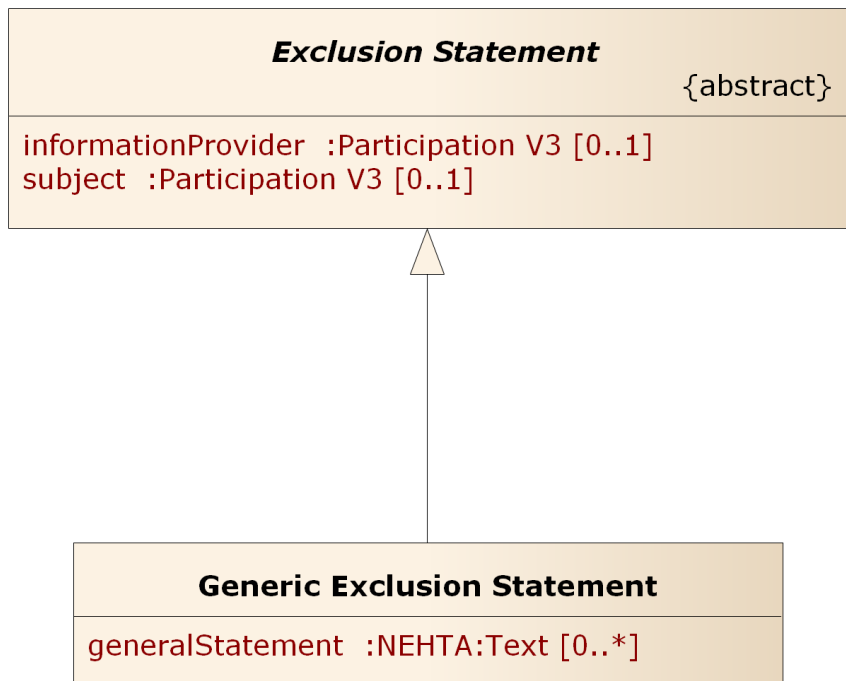 Exclusion Statement
{abstract}
informationProvider :Participation V3 [0..1]
subject :Participation V3 [0..1]
Generic Exclusion Statement
generalStatement :NEHTA:Text [0..*]